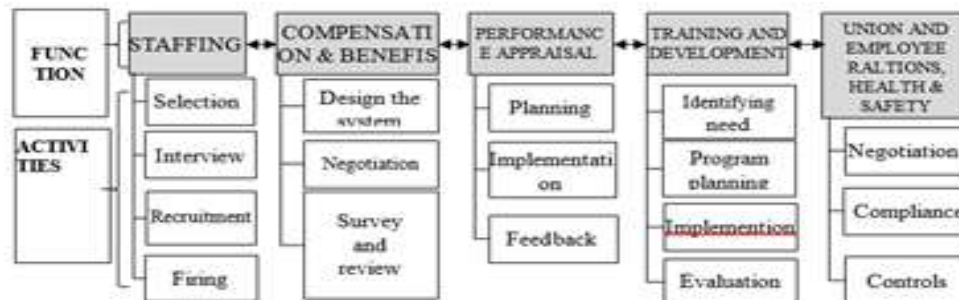 FUNC
TION
STAFFING
COMPENSATI
ON & BENEFIS
PERFORMANC
E APPRAISAL
TRAINING AND
DEVELOPMENT
UNION AND
EMPLOYEE
RALTIONS,
HEALTH &
SAFETY
ACTIVI
TIES
Selection
Interview
Recruitment
Firing
Design the
system
Negotiation
Survey
and
review
Planning
Implementati
on
Feedback
Identifying
need
Program
planning
Implemention
Evaluation
Negotiation
Compliance
Controls